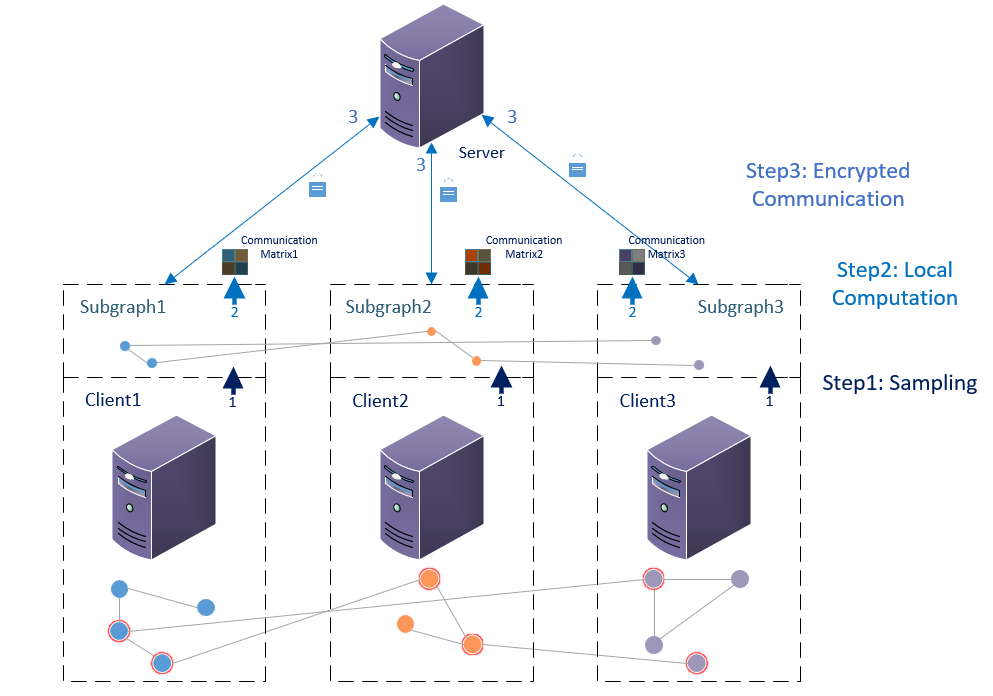 3
3
3
Server
Step3: Encrypted
Communication
Communication
Matrix1
Communication
Matrix2
Communication
Matrix3
Step2: Local
Computation
Subgraph1
2
Subgraph2
2
2
Subgraph3
Step1: Sampling
Client1
1
Client2
1
Client3
1